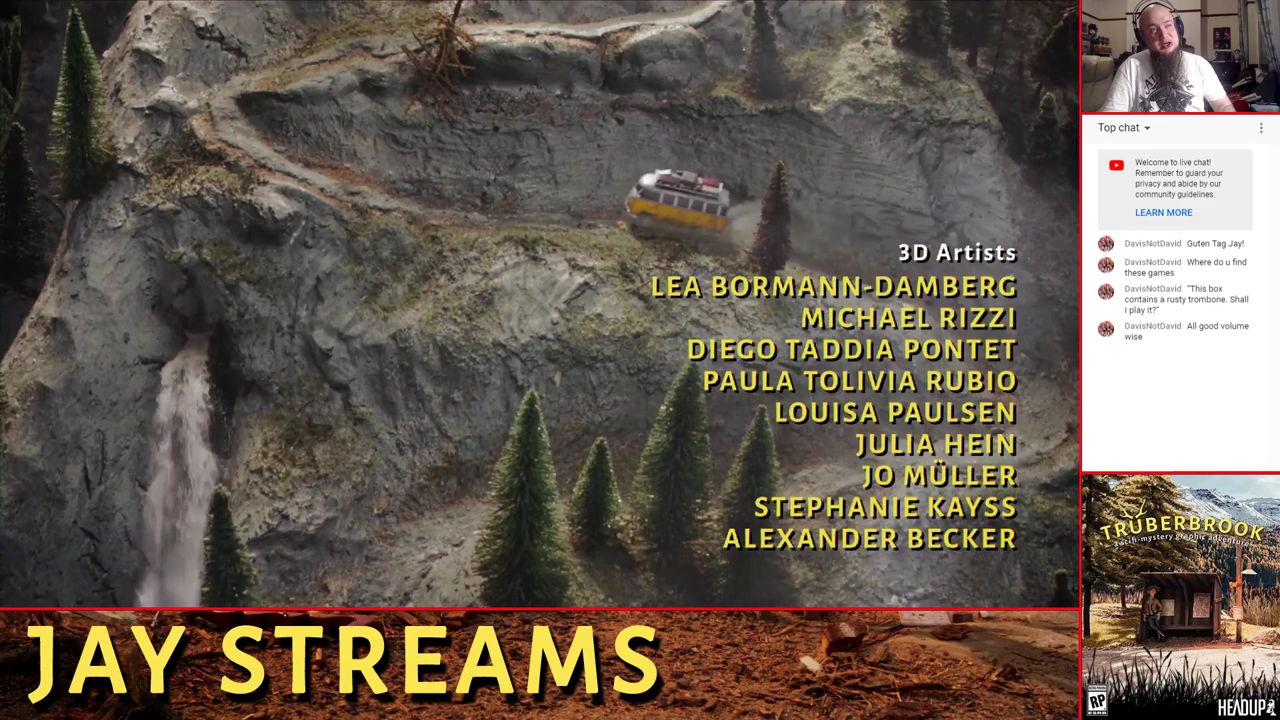 3D Artists
LEA BORMANN-DAMBERG
MICHAEL RIZZI
DIEGO TADDIA PONTET
PAULA TOLIVIA RUBIO
LOUISA PAULSEN
JULIA HEIN
JO MÜLLER
STEPHANIE KAYSS
ALEXANDER BECKER
JAY STREAMS
Top chat
Welcome to live chat!
Remember to guard your
privacy and abide by our
community guidelines.
LEARN MORE
DavisNotDavid Guten Tag Jay!
DavisNotDavid Where do u find
these games
DavisNotDavid "This box
contains a rusty trombone. Shall
I play it?"
DavisNotDavid All good volume
wise
TRÜBERBROOK
a sci-fi-mystery graphic adventure
RP
ESRB
HEADUP